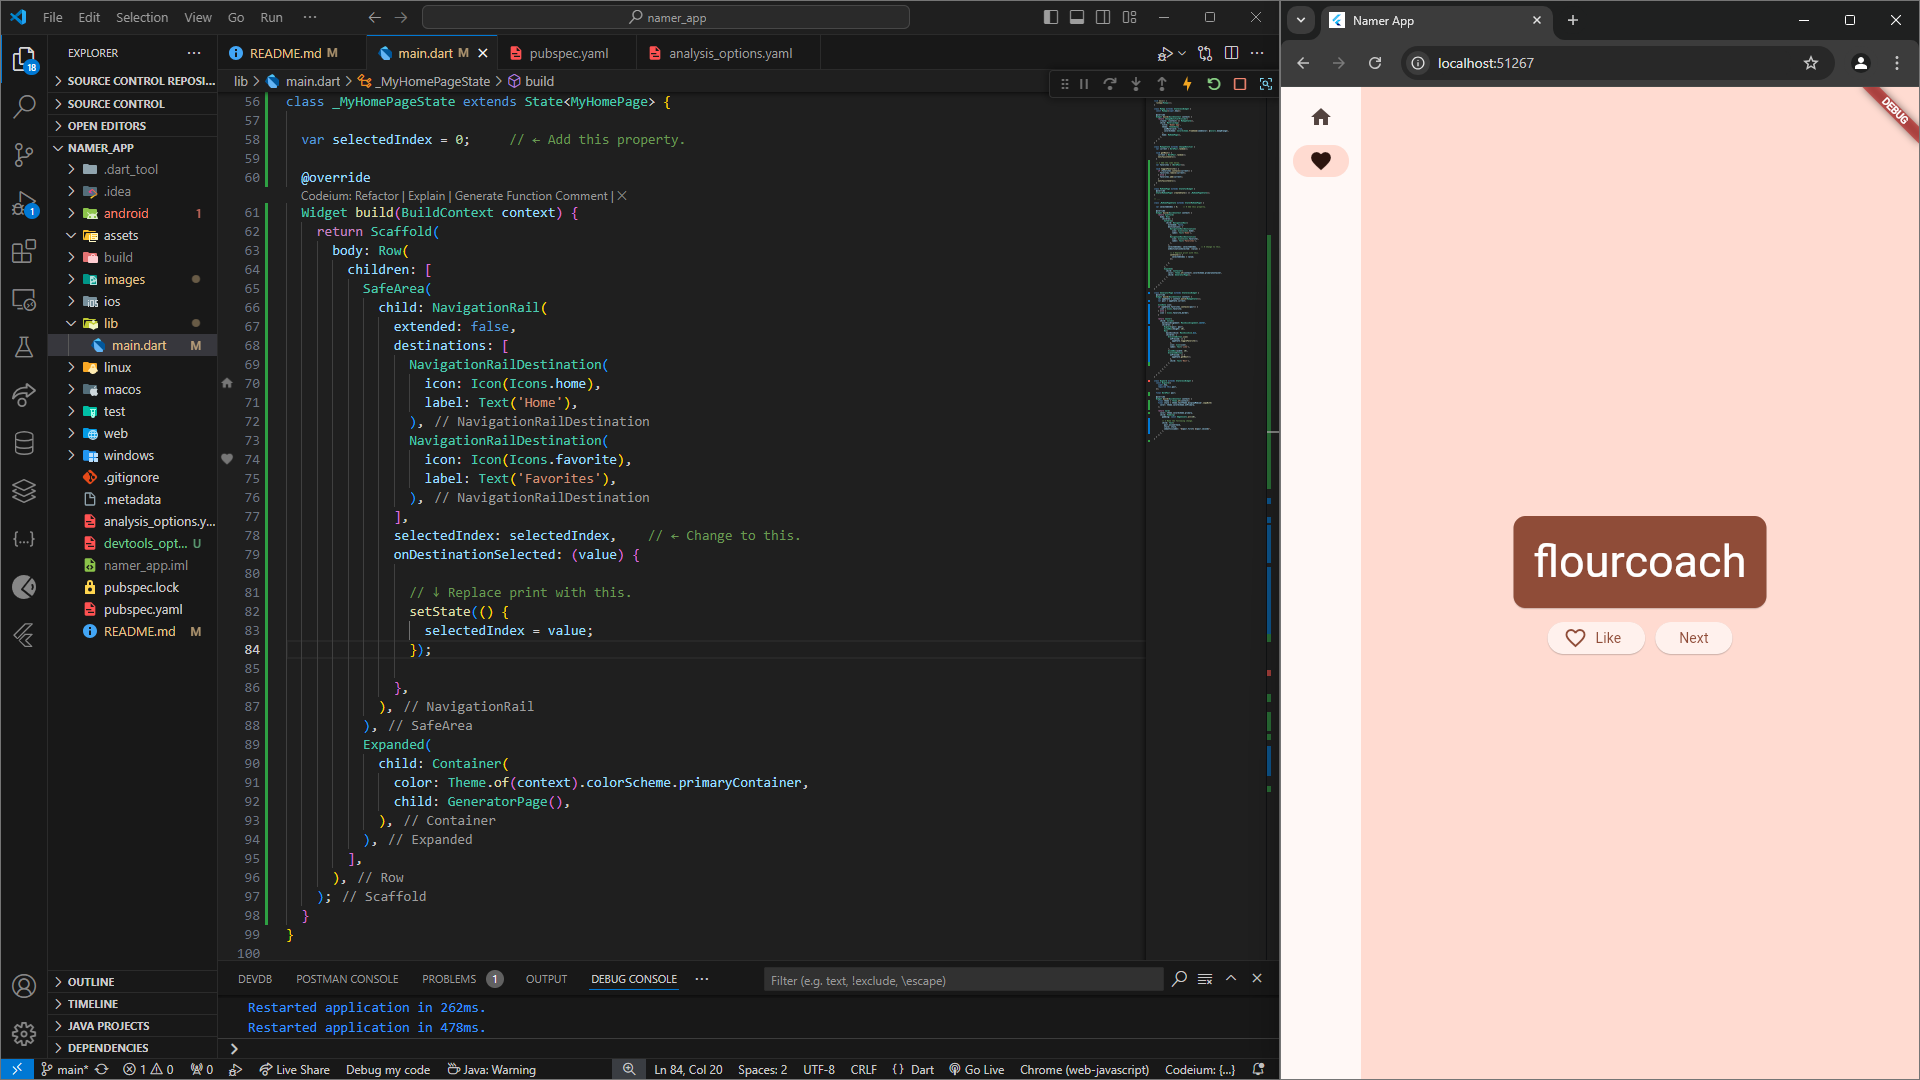 File Edit Selection View Go Run ··· namer_app
EXPLORER ···
SOURCE CONTROL REPOSI...
SOURCE CONTROL
OPEN EDITORS
NAMER_APP
.dart_tool
.idea
android 1
assets
build
images
ios
lib
main.dart M
linux
macos
test
web
windows
.gitignore
.metadata
analysis_options.y...
devtools_opt... U
namer_app.iml
pubspec.lock
pubspec.yaml
README.md M
OUTLINE
TIMELINE
JAVA PROJECTS
DEPENDENCIES
18
1
README.md M main.dart M pubspec.yaml analysis_options.yaml
lib > main.dart > _MyHomePageState > build
56 class _MyHomePageState extends State<MyHomePage> {
57
58 var selectedIndex = 0; // ← Add this property.
59
60 @override
Codeium: Refactor | Explain | Generate Function Comment | X
61 Widget build(BuildContext context) {
62 return Scaffold(
63 body: Row(
64 children: [
65 SafeArea(
66 child: NavigationRail(
67 extended: false,
68 destinations: [
69 NavigationRailDestination(
70 icon: Icon(Icons.home),
71 label: Text('Home'),
72 ), // NavigationRailDestination
73 NavigationRailDestination(
74 icon: Icon(Icons.favorite),
75 label: Text('Favorites'),
76 ), // NavigationRailDestination
77 ],
78 selectedIndex: selectedIndex, // ← Change to this.
79 onDestinationSelected: (value) {
80
81 // ↓ Replace print with this.
82 setState(() {
83 selectedIndex = value;
84 });
85
86 },
87 ), // NavigationRail
88 ), // SafeArea
89 Expanded(
90 child: Container(
91 color: Theme.of(context).colorScheme.primaryContainer,
92 child: GeneratorPage(),
93 ), // Container
94 ), // Expanded
95 ],
96 ), // Row
97 ); // Scaffold
98 }
99 }
100
DEVDB POSTMAN CONSOLE PROBLEMS 1 OUTPUT DEBUG CONSOLE ···
Filter (e.g. text, !exclude, \escape)
Restarted application in 262ms.
Restarted application in 478ms.
main* 1 0 0 Live Share Debug my code Java: Warning Ln 84, Col 20 Spaces: 2 UTF-8 CRLF { } Dart Go Live Chrome (web-javascript) Codeium: {...}
Namer App
localhost:51267
DEBUG
flourcoach
Like Next